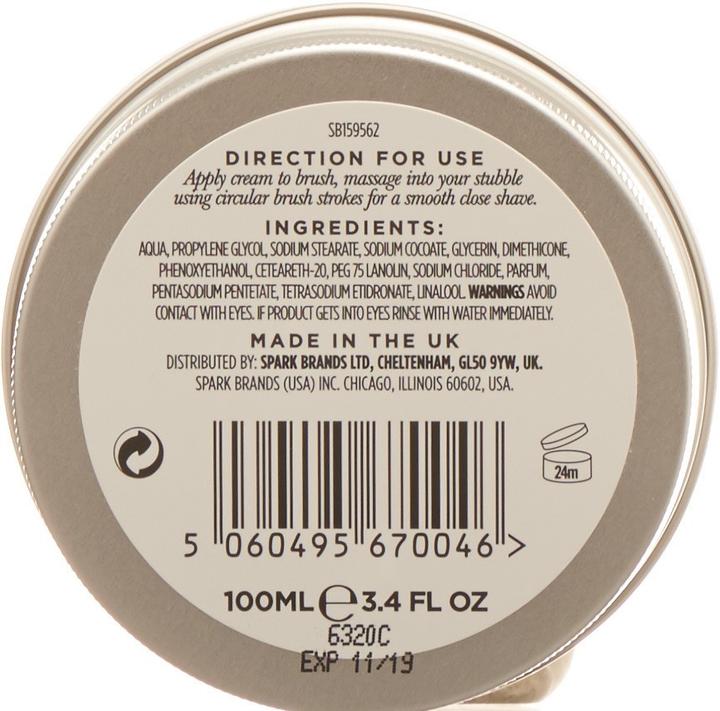 SB159562
DIRECTION FOR USE
Apply cream to brush, massage into your stubble
using circular brush strokes for a smooth close shave.
INGREDIENTS:
AQUA, PROPYLENE GLYCOL, SODIUM STEARATE, SODIUM COCOATE, GLYCERIN, DIMETHICONE,
PHENOXYETHANOL, CETEARETH-20, PEG 75 LANOLIN, SODIUM CHLORIDE, PARFUM,
PENTASODIUM PENTETATE, TETRASODIUM ETIDRONATE, LINALOOL. WARNINGS AVOID
CONTACT WITH EYES. IF PRODUCT GETS INTO EYES RINSE WITH WATER IMMEDIATELY.
MADE IN THE UK
DISTRIBUTED BY: SPARK BRANDS LTD, CHELTENHAM, GL50 9YW, UK.
SPARK BRANDS (USA) INC. CHICAGO, ILLINOIS 60602, USA.
24m
5 060495 670046 >
100ML e 3.4 FL OZ
6320C
EXP 11/19